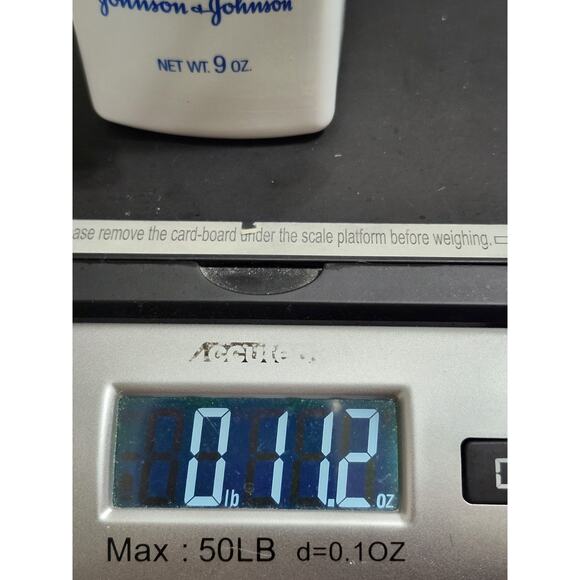 Johnson & Johnson
NET WT. 9 OZ.
ase remove the card-board under the scale platform before weighing.
0 lb 11.2 oz
Max : 50LB d=0.1OZ